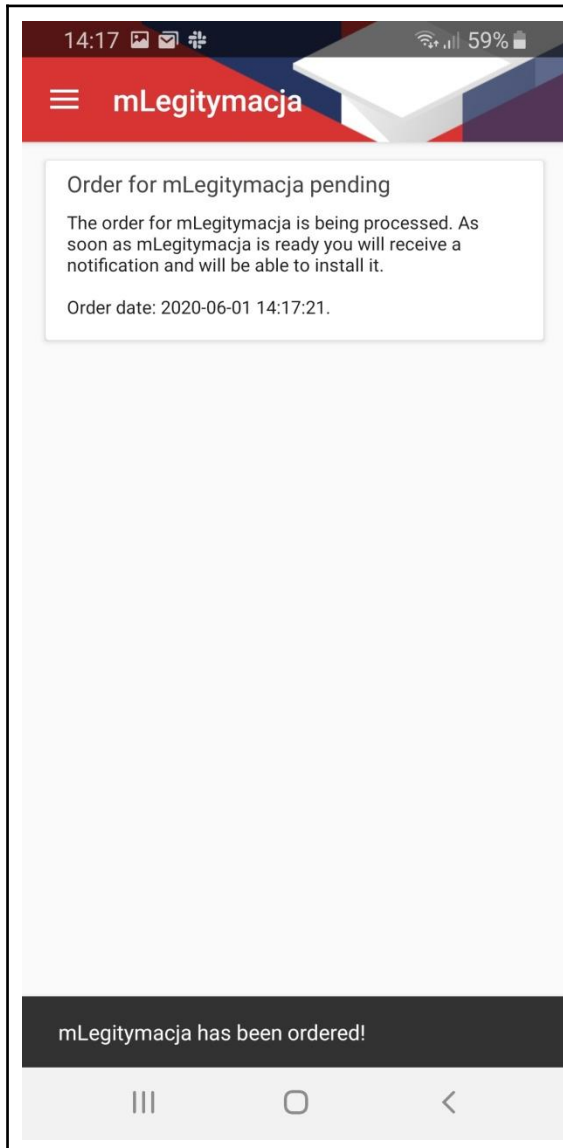 14:17 59%
mLegitymacja
Order for mLegitymacja pending
The order for mLegitymacja is being processed. As
soon as mLegitymacja is ready you will receive a
notification and will be able to install it.
Order date: 2020-06-01 14:17:21.
mLegitymacja has been ordered!